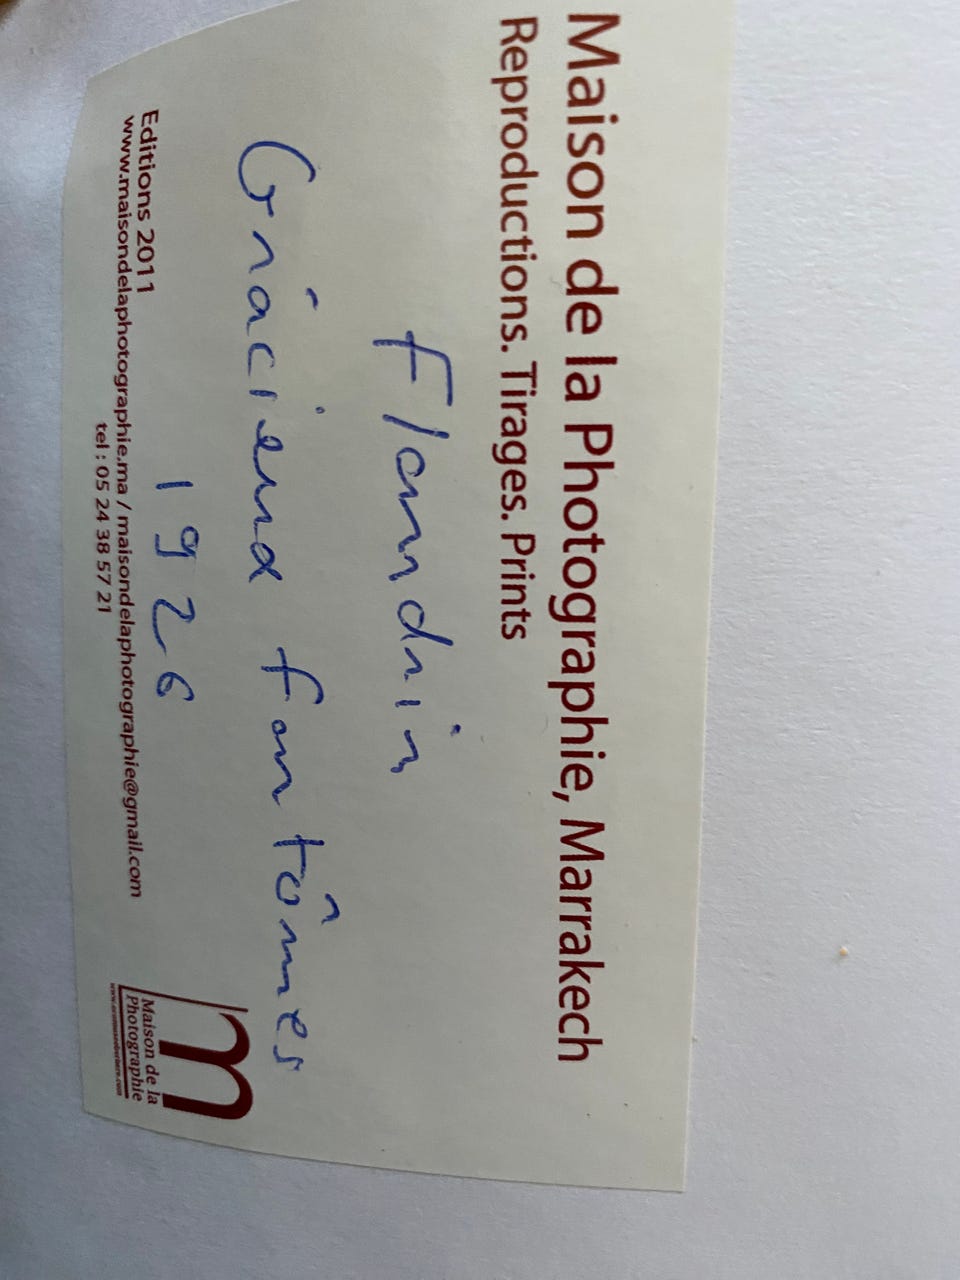 Maison de la Photographie, Marrakech
Reproductions. Tirages. Prints
Flandrin
Grâcieux fantômes
1926
Editions 2011
www.maisondelaphotographie.ma / maisondelaphotographie@gmail.com
tel : 05 24 38 57 21
m
Maison de la
Photographie